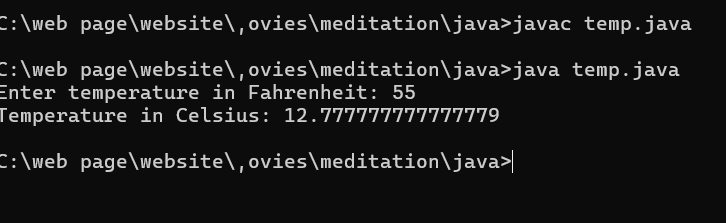 C:\web page\website\,ovies\meditation\java>javac temp.java
C:\web page\website\,ovies\meditation\java>java temp.java
Enter temperature in Fahrenheit: 55
Temperature in Celsius: 12.777777777777779
C:\web page\website\,ovies\meditation\java>